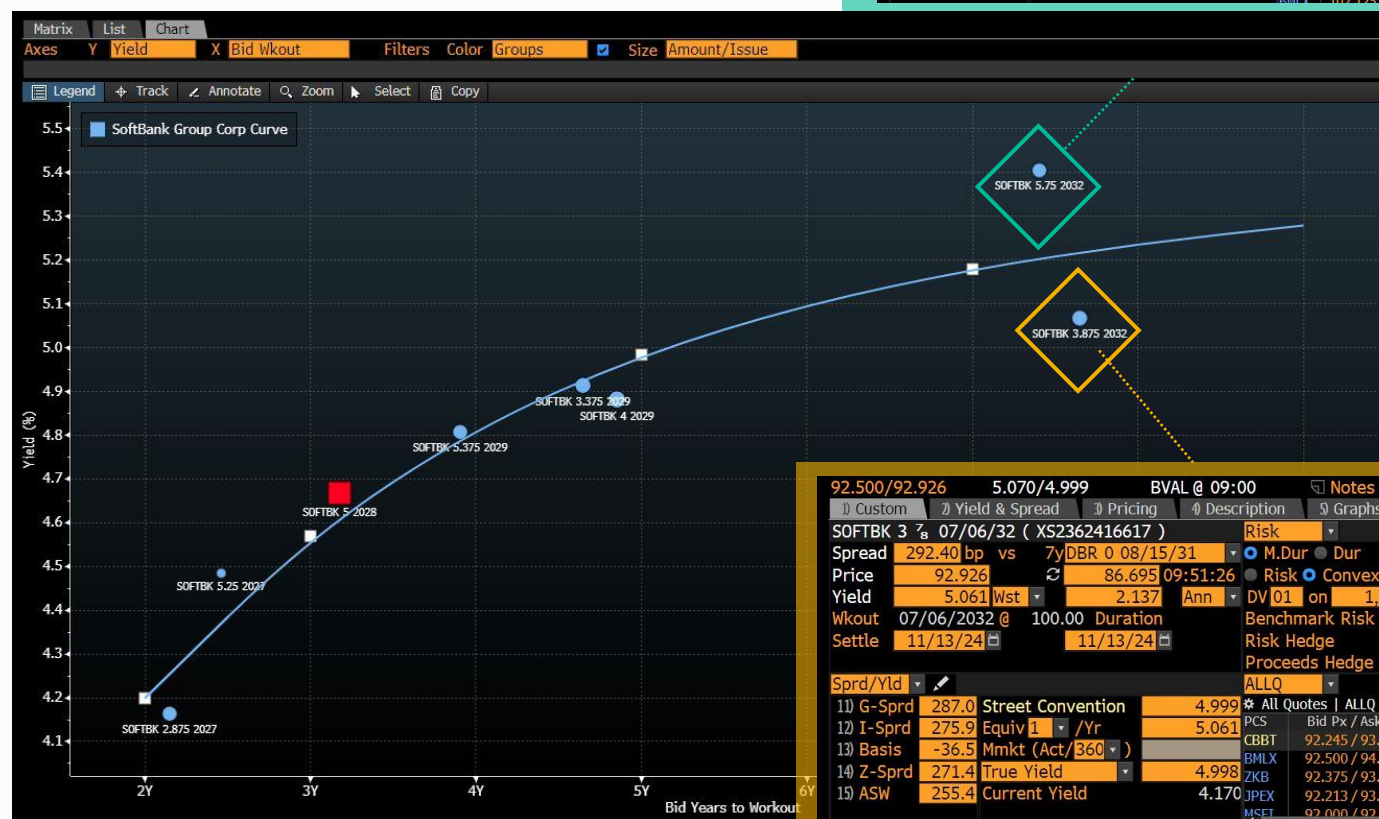 Matrix List Chart
Axes Y Yield X Bid Wkout Filters Color Groups Size Amount/Issue
Legend Track Annotate Zoom Select Copy
SoftBank Group Corp Curve
5.5
5.4
5.3
5.2
5.1
5.0
4.9
4.8
4.7
4.6
4.5
4.4
4.3
4.2
4.1
Yield (%)
SOFTBK 5.75 2032
SOFTBK 3.875 2032
SOFTBK 3.375 2029
SOFTBK 4 2029
SOFTBK 5.375 2029
SOFTBK 5 2028
SOFTBK 5.25 2027
SOFTBK 2.875 2027
2Y 3Y 4Y 5Y 6Y
Bid Years to Workout
92.500/92.926 5.070/4.999 BVAL @ 09:00 Notes
1) Custom 2) Yield & Spread 3) Pricing 4) Description 5) Graphs
SOFTBK 3 ⅞ 07/06/32 ( XS2362416617 ) Risk
Spread 292.40 bp vs 7y DBR 0 08/15/31 M.Dur Dur
Price 92.926 86.695 09:51:26 Risk Convex
Yield 5.061 Wst 2.137 Ann DV 01 on 1,
Wkout 07/06/2032 @ 100.00 Duration Benchmark Risk
Settle 11/13/24 11/13/24 Risk Hedge
Proceeds Hedge
Sprd/Yld ALLQ
11) G-Sprd 287.0 Street Convention 4.999 All Quotes | ALLQ
12) I-Sprd 275.9 Equiv 1 /Yr 5.061 PCS Bid Px / Ask
13) Basis -36.5 Mmkt (Act/ 360 ) CBBT 92.245 / 93.
BMLX 92.500 / 94.
14) Z-Sprd 271.4 True Yield 4.998 ZKB 92.375 / 93.
15) ASW 255.4 Current Yield 4.170 JPEX 92.213 / 93.